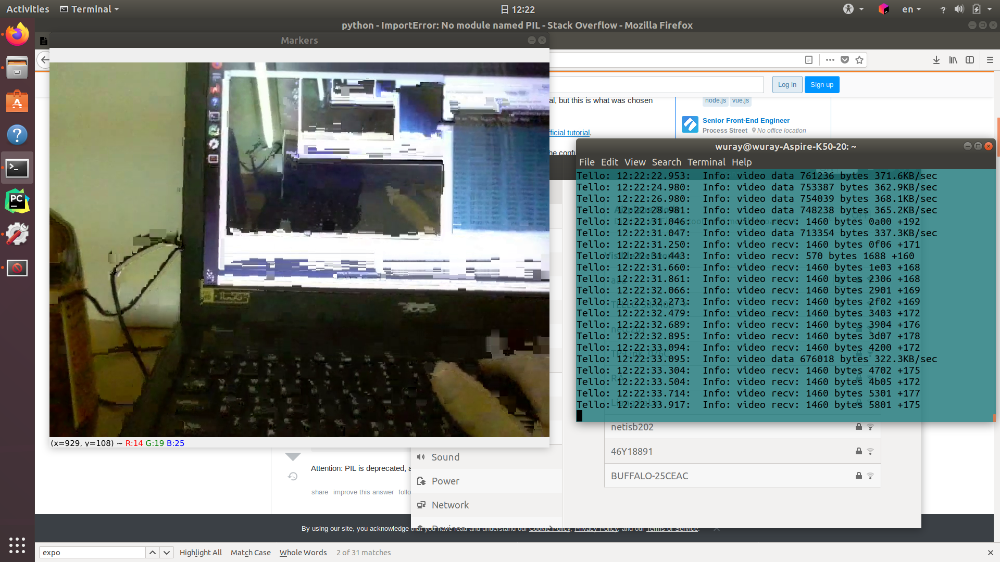 Activities
Terminal
日 12:22
en
python - ImportError: No module named PIL - Stack Overflow - Mozilla Firefox
Markers
Log in
Sign up
al, but this is what was chosen
node.js
vue.js
Senior Front-End Engineer
Process Street
No office location
ficial tutorial.
wuray@wuray-Aspire-K50-20: ~
File Edit View Search Terminal Help
Tello: 12:22:22.953: Info: video data 761236 bytes 371.6KB/sec
Tello: 12:22:24.980: Info: video data 753387 bytes 362.9KB/sec
Tello: 12:22:26.980: Info: video data 754039 bytes 368.1KB/sec
Tello: 12:22:28.981: Info: video data 748238 bytes 365.2KB/sec
Tello: 12:22:31.046: Info: video recv: 1460 bytes 0a00 +192
Tello: 12:22:31.047: Info: video data 713354 bytes 337.3KB/sec
Tello: 12:22:31.250: Info: video recv: 1460 bytes 0f06 +171
Tello: 12:22:31.443: Info: video recv: 570 bytes 1688 +160
Tello: 12:22:31.660: Info: video recv: 1460 bytes 1e03 +168
Tello: 12:22:31.861: Info: video recv: 1460 bytes 2306 +168
Tello: 12:22:32.066: Info: video recv: 1460 bytes 2901 +169
Tello: 12:22:32.273: Info: video recv: 1460 bytes 2f02 +169
Tello: 12:22:32.479: Info: video recv: 1460 bytes 3403 +172
Tello: 12:22:32.689: Info: video recv: 1460 bytes 3904 +176
Tello: 12:22:32.895: Info: video recv: 1460 bytes 3d07 +178
Tello: 12:22:33.094: Info: video recv: 1460 bytes 4200 +172
Tello: 12:22:33.095: Info: video data 676018 bytes 322.3KB/sec
Tello: 12:22:33.304: Info: video recv: 1460 bytes 4702 +175
Tello: 12:22:33.504: Info: video recv: 1460 bytes 4b05 +172
Tello: 12:22:33.714: Info: video recv: 1460 bytes 5301 +177
Tello: 12:22:33.917: Info: video recv: 1460 bytes 5801 +175
netisb202
46Y18891
BUFFALO-25CEAC
(x=929, y=108) ~ R:14 G:19 B:25
Sound
Power
Network
Attention: PIL is deprecated, a
share improve this answer follo
By using our site, you acknowledge that you have read and understand our Cookie Policy, Privacy Policy, and our Terms of Service.
expo
Highlight All
Match Case
Whole Words
2 of 31 matches